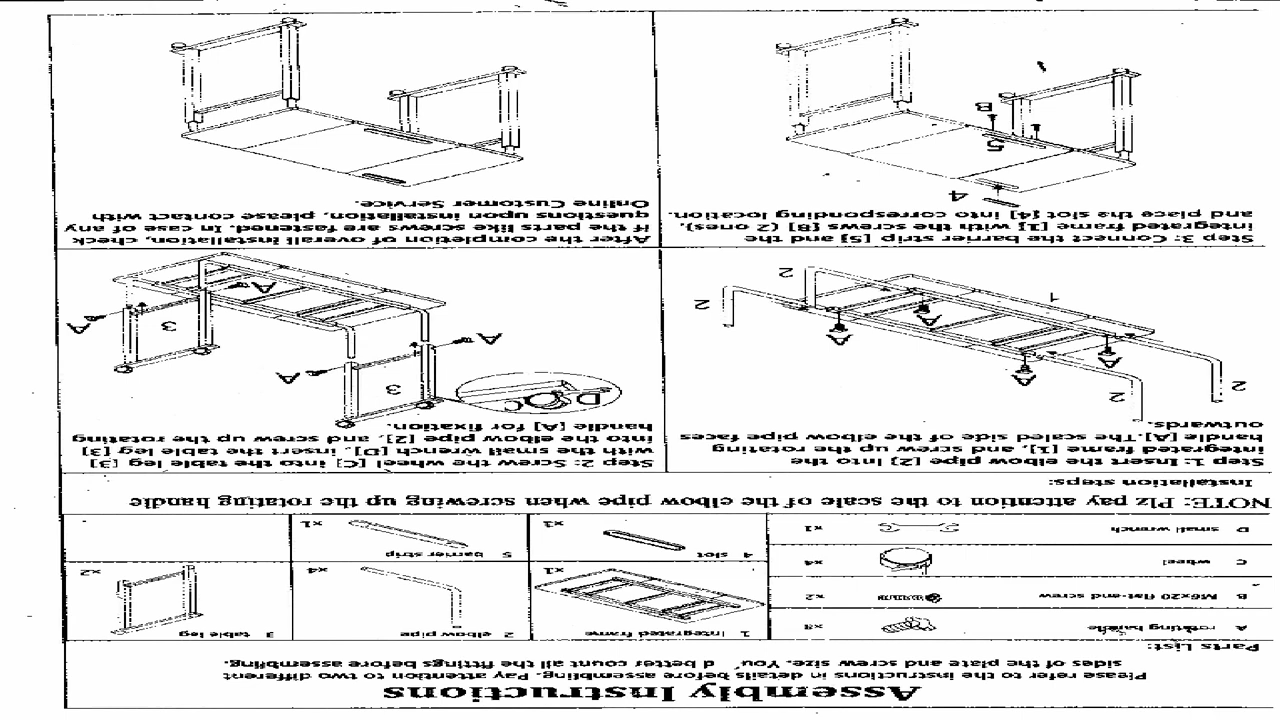 Assembly Instructions
Please refer to the instructions in details before assembling. Pay attention to two different
sides of the plate and screw size. You' d better count all the fittings before assembling.
Parts List:
A rotating handle x8
B M6x20 flat-end screw x2
C wheel x4
D small wrench x1
1 Integrated frame x1
2 elbow pipe x4
3 table leg x2
4 slot x1
5 barrier strip x1
NOTE: Plz pay attention to the scale of the elbow pipe when screwing up the rotating handle
Installation steps:
Step 1: Insert the elbow pipe [2] into the
integrated frame [1], and screw up the rotating
handle [A].The scaled side of the elbow pipe faces
outwards.
2
2
A
A
A
A
1
2
2
Step 2: Screw the wheel [C] into the table leg [3]
with the small wrench [D], insert the table leg [3]
into the elbow pipe [2], and screw up the rotating
handle [A] for fixation.
D
C
3
A
A
3
A
A
Step 3: Connect the barrier strip [5] and the
integrated frame [1] with the screws [B] (2 ones),
and place the slot [4] into corresponding location.
4
5
B
After the completion of overall installation, check
if the parts like screws are fastened. In case of any
questions upon installation, please contact with
Online Customer Service.